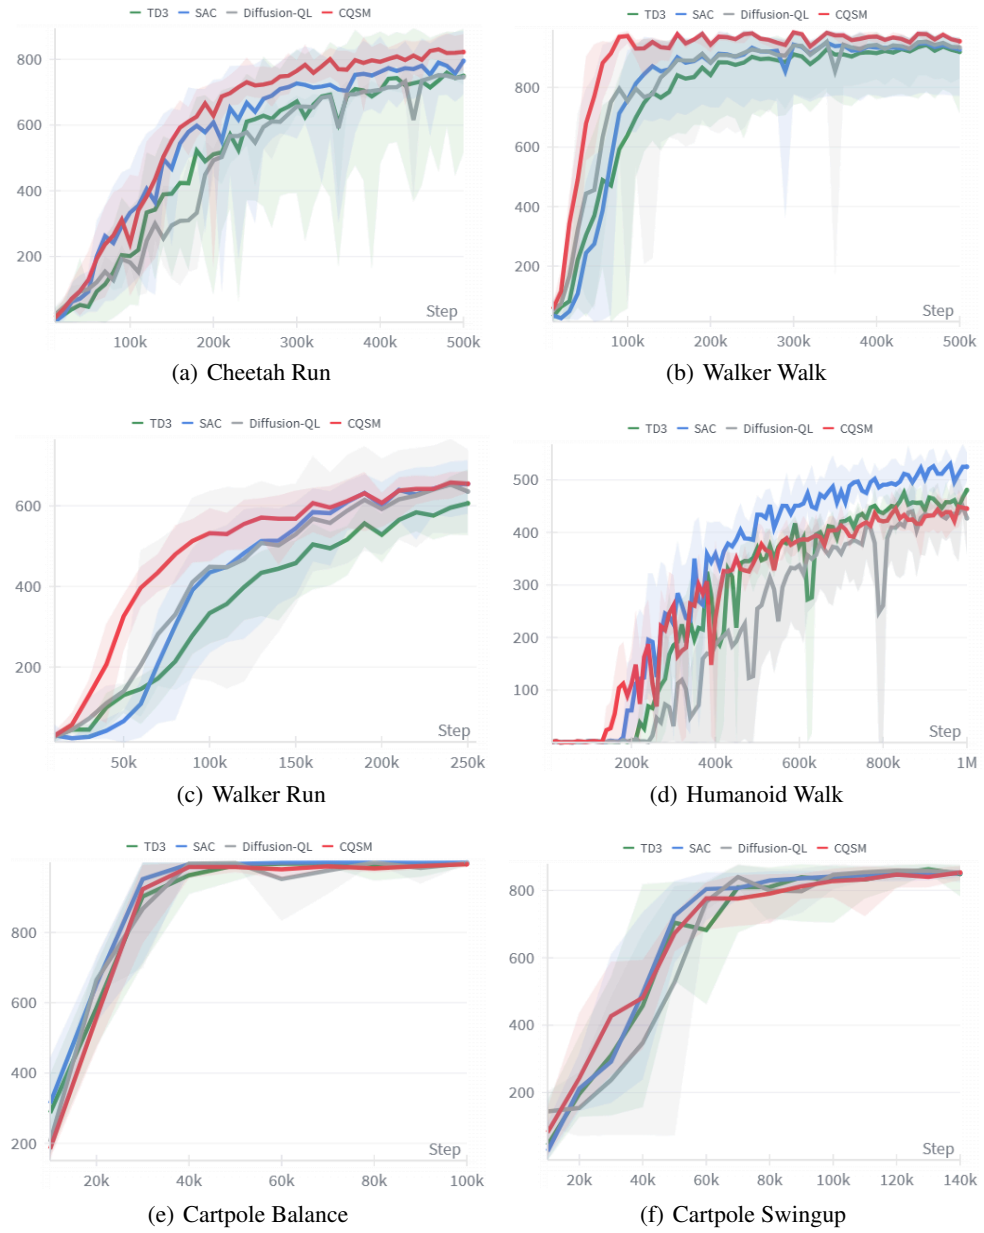 TD3 SAC Diffusion-QL CQSM
800
600
400
200
Step
100k 200k 300k 400k 500k
(a) Cheetah Run
TD3 SAC Diffusion-QL CQSM
800
600
400
200
Step
100k 200k 300k 400k 500k
(b) Walker Walk
TD3 SAC Diffusion-QL CQSM
600
400
200
Step
50k 100k 150k 200k 250k
(c) Walker Run
TD3 SAC Diffusion-QL CQSM
500
400
300
200
100
Step
200k 400k 600k 800k 1M
(d) Humanoid Walk
TD3 SAC Diffusion-QL CQSM
800
600
400
200
Step
20k 40k 60k 80k 100k
(e) Cartpole Balance
TD3 SAC Diffusion-QL CQSM
800
600
400
200
Step
20k 40k 60k 80k 100k 120k 140k
(f) Cartpole Swingup